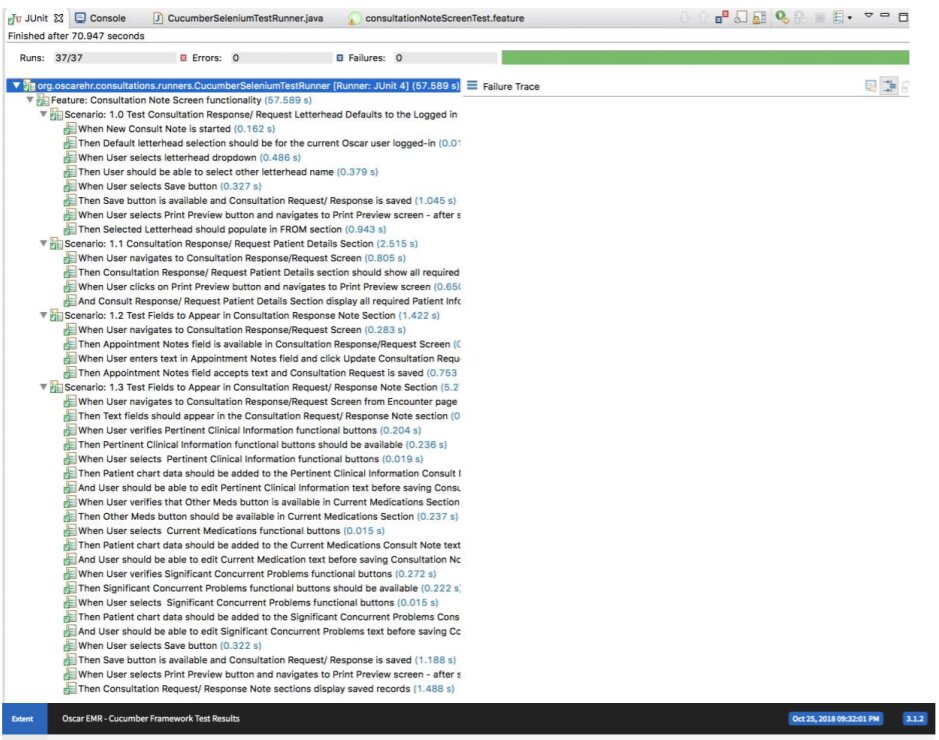 JUnit Console CucumberSeleniumTestRunner.java consultationNoteScreenTest.feature
Finished after 70.947 seconds
Runs: 37/37 Errors: 0 Failures: 0
org.oscarehr.consultations.runners.CucumberSeleniumTestRunner [Runner: JUnit 4] (57.589 s) Failure Trace
Feature: Consultation Note Screen functionality (57.589 s)
Scenario: 1.0 Test Consultation Response/ Request Letterhead Defaults to the Logged in
When New Consult Note is started (0.162 s)
Then Default letterhead selection should be for the current Oscar user logged-in (0.01
When User selects letterhead dropdown (0.486 s)
Then User should be able to select other letterhead name (0.379 s)
When User selects Save button (0.327 s)
Then Save button is available and Consultation Request/ Response is saved (1.045 s)
When User selects Print Preview button and navigates to Print Preview screen - after s
Then Selected Letterhead should populate in FROM section (0.943 s)
Scenario: 1.1 Consultation Response/ Request Patient Details Section (2.515 s)
When User navigates to Consultation Response/Request Screen (0.805 s)
Then Consultation Response/ Request Patient Details section should show all required
When User clicks on Print Preview button and navigates to Print Preview screen (0.650
And Consult Response/ Request Patient Details Section display all required Patient Info
Scenario: 1.2 Test Fields to Appear in Consultation Response Note Section (1.422 s)
When User navigates to Consultation Response/Request Screen (0.283 s)
Then Appointment Notes field is available in Consultation Response/Request Screen (0
When User enters text in Appointment Notes field and click Update Consultation Requ
Then Appointment Notes field accepts text and Consultation Request is saved (0.753
Scenario: 1.3 Test Fields to Appear in Consultation Request/ Response Note Section (5.2
When User navigates to Consultation Response/Request Screen from Encounter page
Then Text fields should appear in the Consultation Request/ Response Note section (0
When User verifies Pertinent Clinical Information functional buttons (0.204 s)
Then Pertinent Clinical Information functional buttons should be available (0.236 s)
When User selects Pertinent Clinical Information functional buttons (0.019 s)
Then Patient chart data should be added to the Pertinent Clinical Information Consult
And User should be able to edit Pertinent Clinical Information text before saving Consu
When User verifies that Other Meds button is available in Current Medications Section
Then Other Meds button should be available in Current Medications Section (0.237 s)
When User selects Current Medications functional buttons (0.015 s)
Then Patient chart data should be added to the Current Medications Consult Note text
And User should be able to edit Current Medication text before saving Consultation No
When User verifies Significant Concurrent Problems functional buttons (0.272 s)
Then Significant Concurrent Problems functional buttons should be available (0.222 s
When User selects Significant Concurrent Problems functional buttons (0.015 s)
Then Patient chart data should be added to the Significant Concurrent Problems Cons
And User should be able to edit Significant Concurrent Problems text before saving Co
When User selects Save button (0.322 s)
Then Save button is available and Consultation Request/ Response is saved (1.188 s)
When User selects Print Preview button and navigates to Print Preview screen - after s
Then Consultation Request/ Response Note sections display saved records (1.488 s)
Extent Oscar EMR - Cucumber Framework Test Results Oct 25, 2018 09:32:01 PM 3.1.2